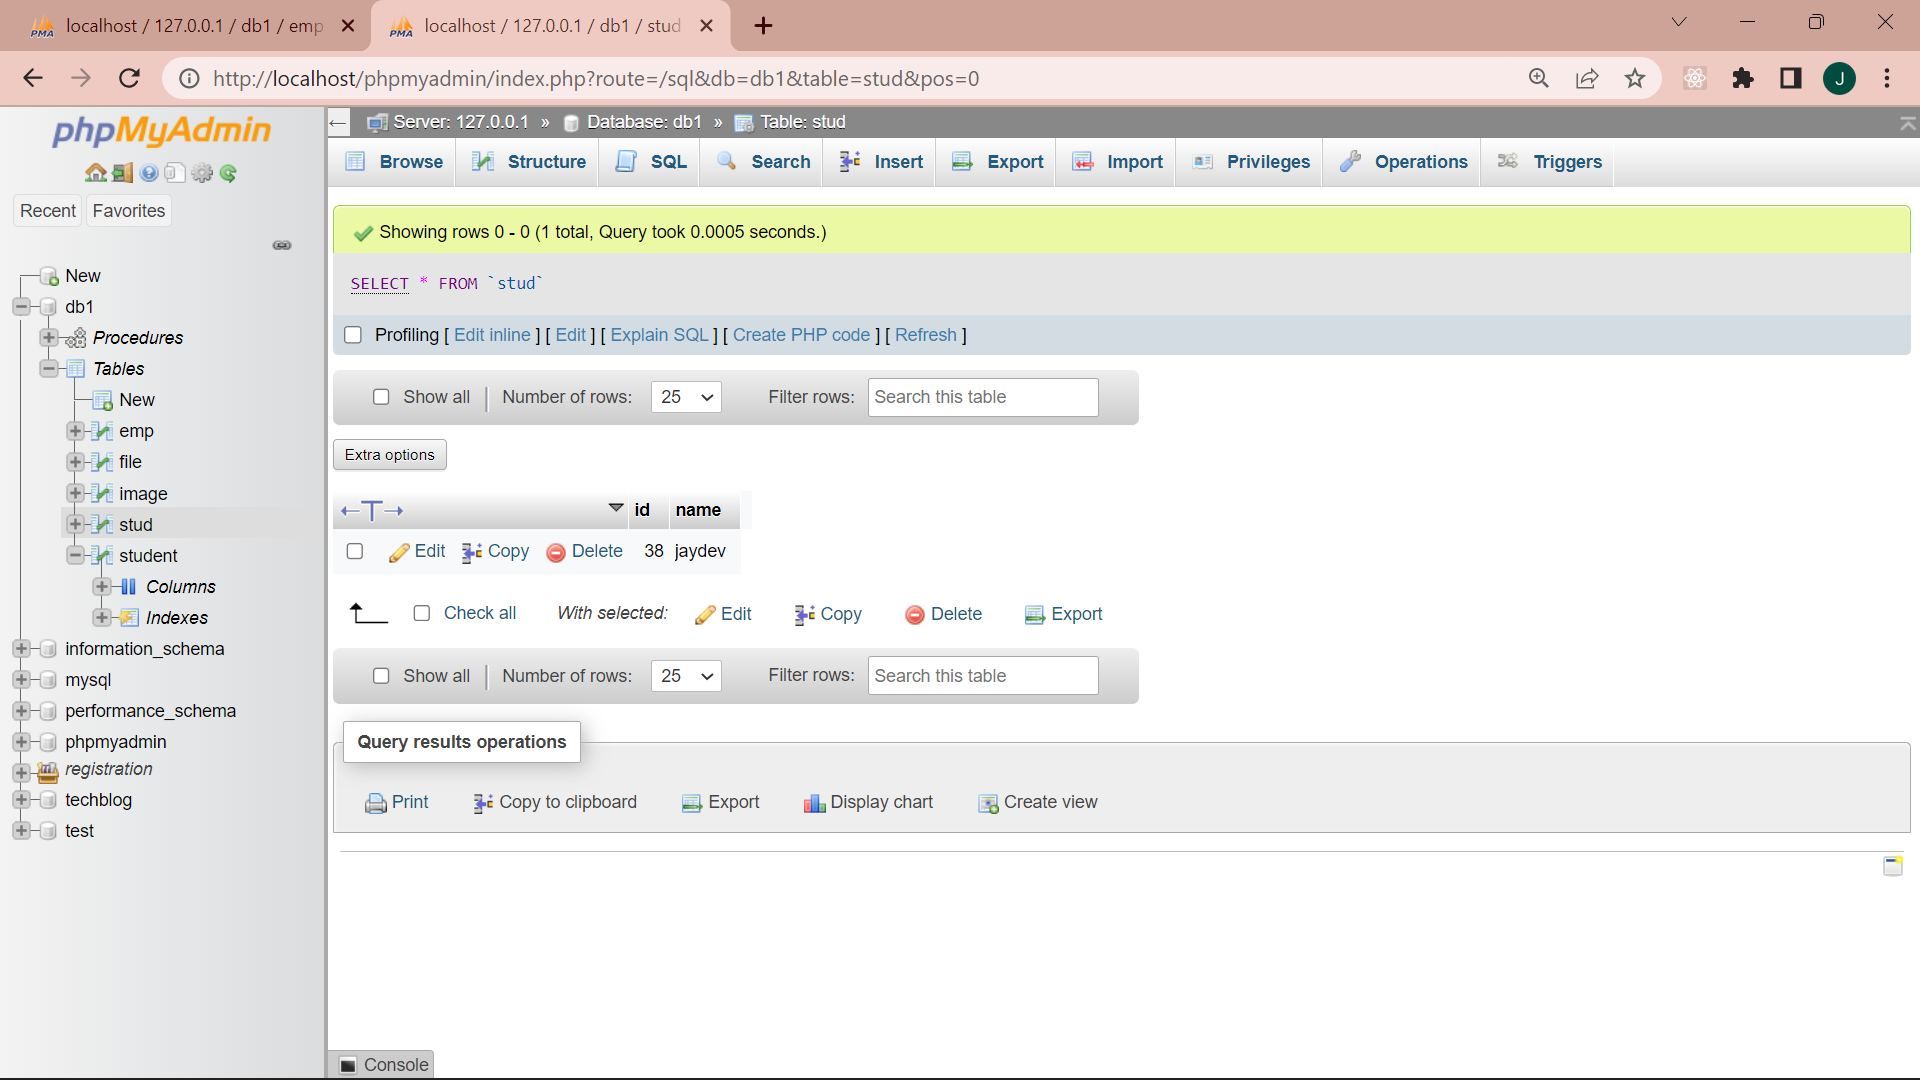 localhost / 127.0.0.1 / db1 / emp
localhost / 127.0.0.1 / db1 / stud
http://localhost/phpmyadmin/index.php?route=/sql&db=db1&table=stud&pos=0
J
phpMyAdmin
Recent Favorites
New
db1
Procedures
Tables
New
emp
file
image
stud
student
Columns
Indexes
information_schema
mysql
performance_schema
phpmyadmin
registration
techblog
test
Server: 127.0.0.1 » Database: db1 » Table: stud
Browse Structure SQL Search Insert Export Import Privileges Operations Triggers
Showing rows 0 - 0 (1 total, Query took 0.0005 seconds.)
SELECT * FROM `stud`
Profiling [ Edit inline ] [ Edit ] [ Explain SQL ] [ Create PHP code ] [ Refresh ]
Show all | Number of rows: 25 Filter rows: Search this table
Extra options
←T→ id name
Edit Copy Delete 38 jaydev
Check all With selected: Edit Copy Delete Export
Show all | Number of rows: 25 Filter rows: Search this table
Query results operations
Print Copy to clipboard Export Display chart Create view
Console